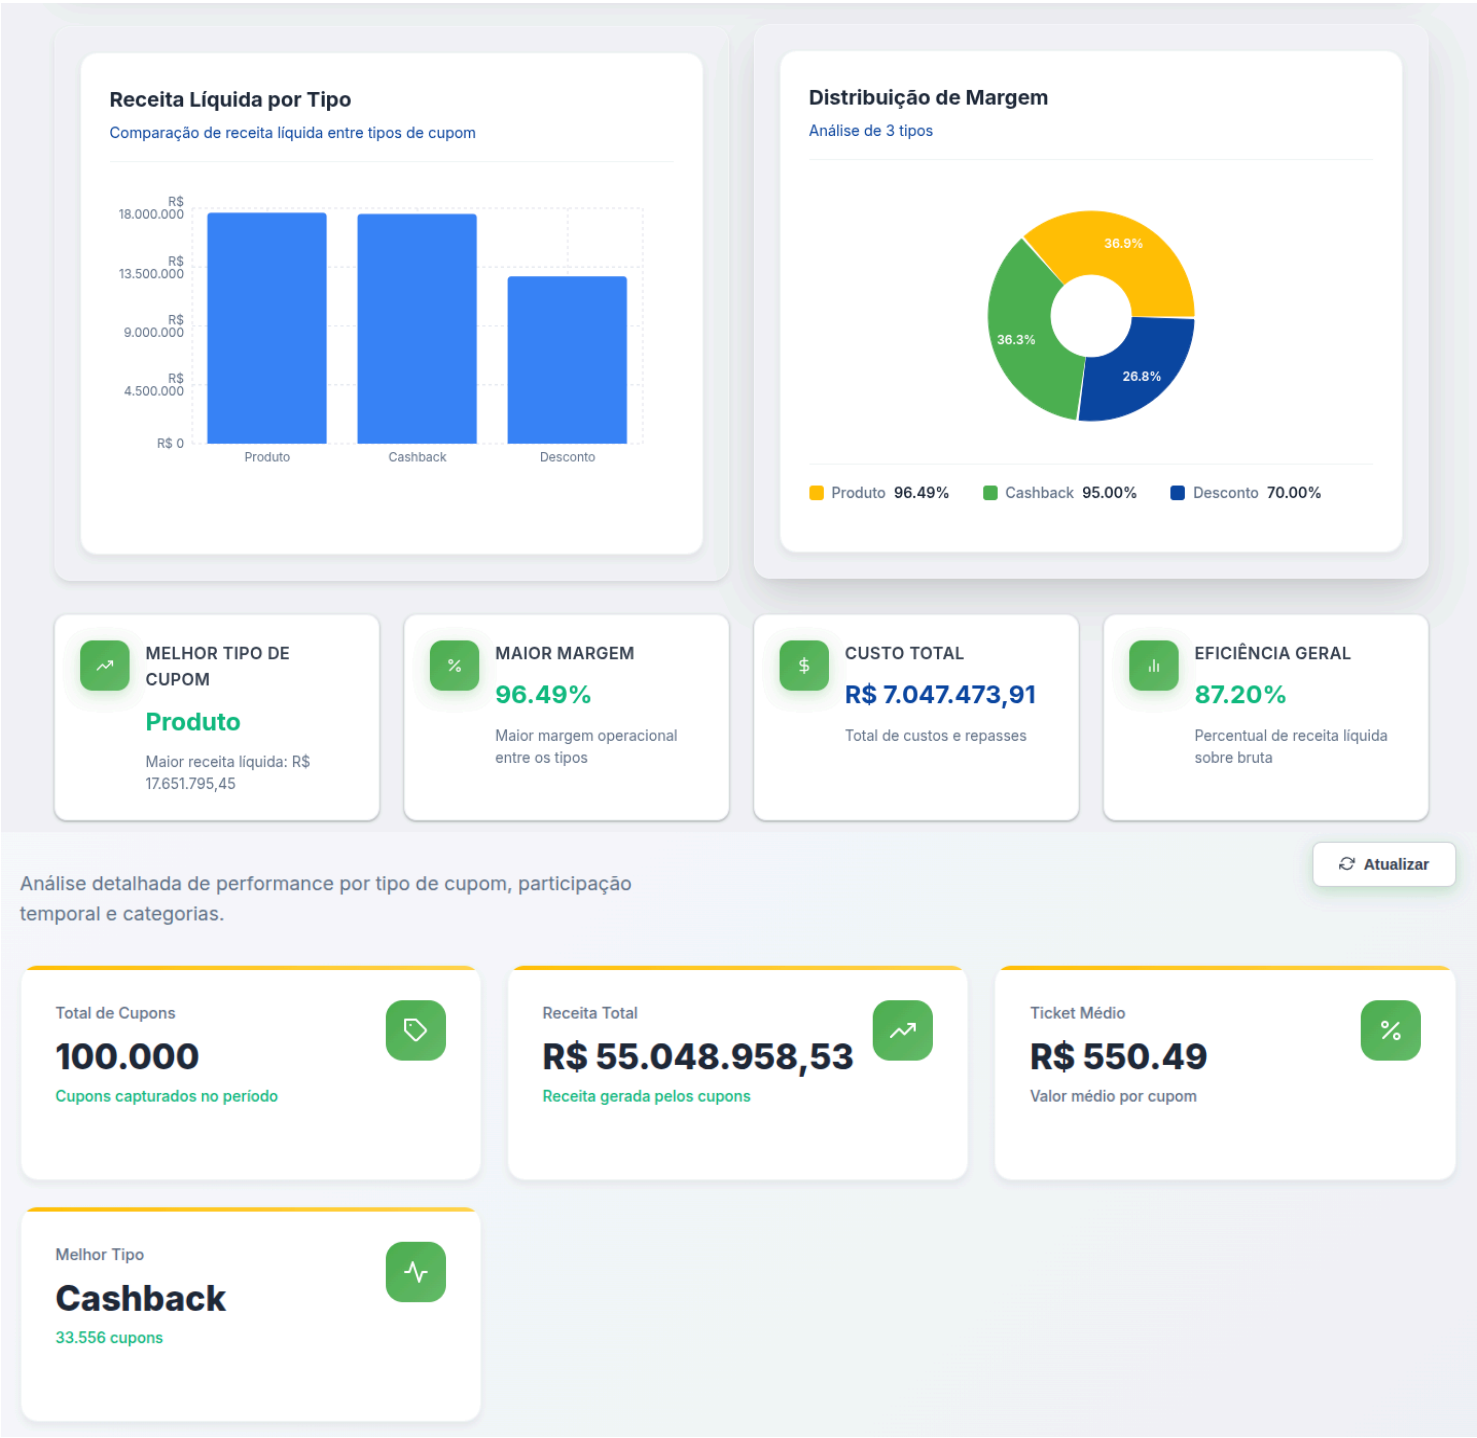 Receita Líquida por Tipo
Comparação de receita líquida entre tipos de cupom
R$
18.000.000
R$
13.500.000
R$
9.000.000
R$
4.500.000
R$ 0
Produto
Cashback
Desconto
Distribuição de Margem
Análise de 3 tipos
36.9%
36.3%
26.8%
Produto 96.49%
Cashback 95.00%
Desconto 70.00%
MELHOR TIPO DE
CUPOM
Produto
Maior receita líquida: R$
17.651.795,45
MAIOR MARGEM
96.49%
Maior margem operacional
entre os tipos
CUSTO TOTAL
R$ 7.047.473,91
Total de custos e repasses
EFICIÊNCIA GERAL
87.20%
Percentual de receita líquida
sobre bruta
Atualizar
Análise detalhada de performance por tipo de cupom, participação
temporal e categorias.
Total de Cupons
100.000
Cupons capturados no período
Receita Total
R$ 55.048.958,53
Receita gerada pelos cupons
Ticket Médio
R$ 550.49
Valor médio por cupom
Melhor Tipo
Cashback
33.556 cupons